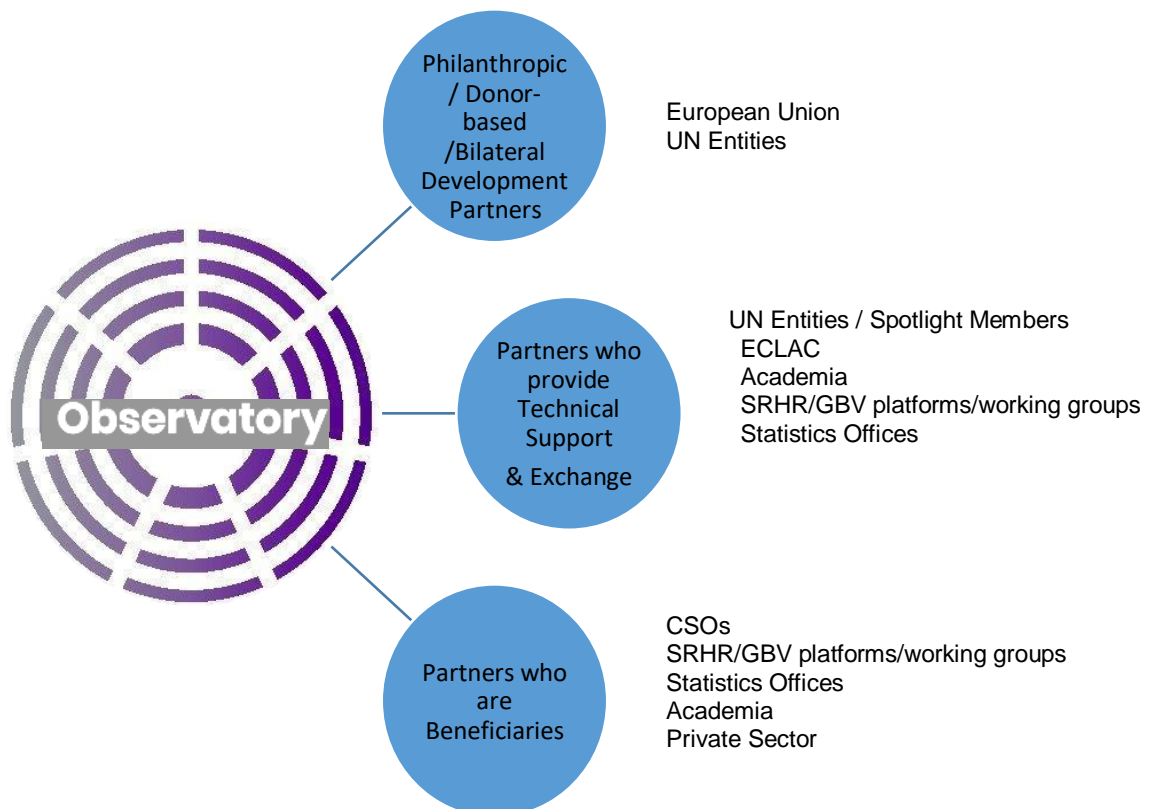 Philanthropic
/ Donor-
based
/Bilateral
Development
Partners
European Union
UN Entities
Observatory
Partners who
provide
Technical
Support
& Exchange
UN Entities / Spotlight Members
ECLAC
Academia
SRHR/GBV platforms/working groups
Statistics Offices
Partners who
are
Beneficiaries
CSOs
SRHR/GBV platforms/working groups
Statistics Offices
Academia
Private Sector